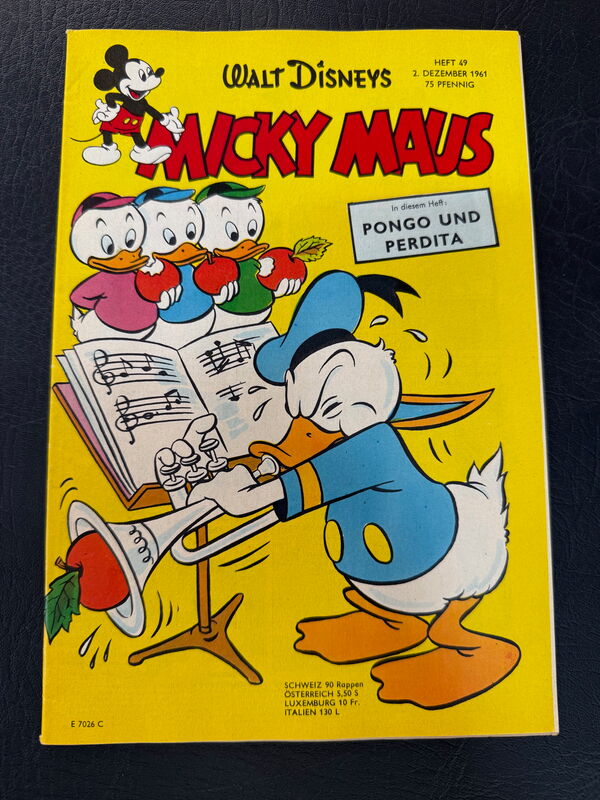 WALT DISNEYS
HEFT 49
2. DEZEMBER 1961
75 PFENNIG
MICKY MAUS
In diesem Heft:
PONGO UND
PERDITA
SCHWEIZ 90 Rappen
ÖSTERREICH 5,50 S
LUXEMBURG 10 Fr.
ITALIEN 130 L
E 7026 C